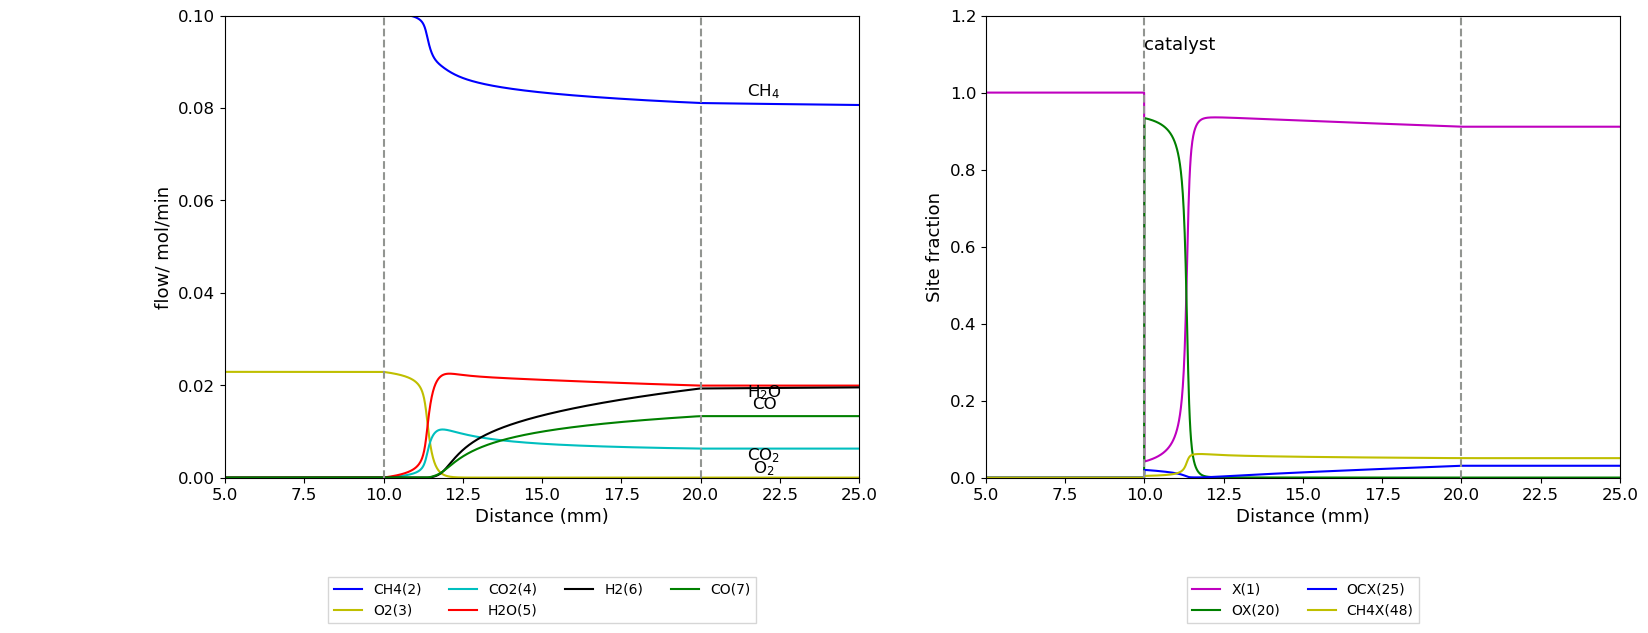 0.10
0.08
0.06
0.04
0.02
0.00
flow/ mol/min
CH4
H2O
CO
CO2
O2
5.0 7.5 10.0 12.5 15.0 17.5 20.0 22.5 25.0
Distance (mm)
CH4(2) CO2(4) H2(6) CO(7)
O2(3) H2O(5)
1.2
1.0
0.8
0.6
0.4
0.2
0.0
Site fraction
catalyst
5.0 7.5 10.0 12.5 15.0 17.5 20.0 22.5 25.0
Distance (mm)
X(1) OCX(25)
OX(20) CH4X(48)